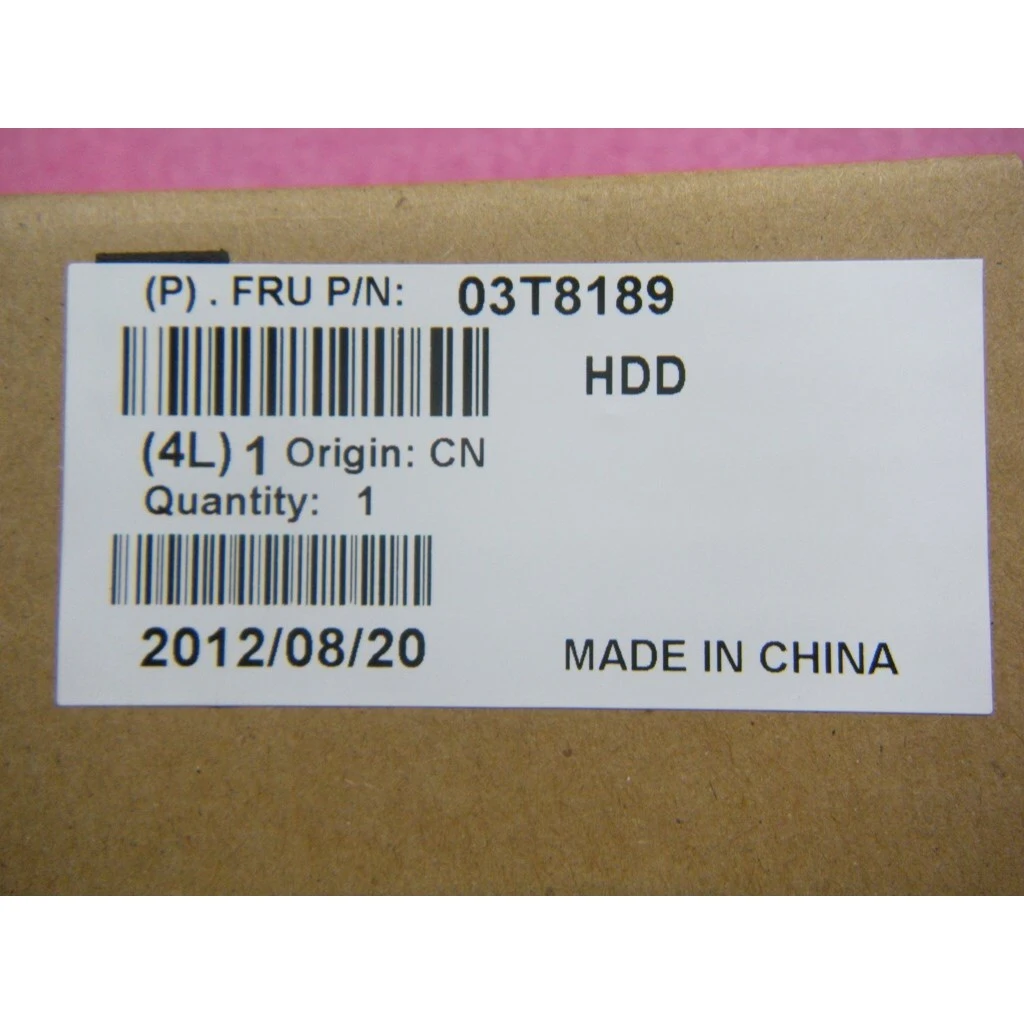 (P) . FRU P/N: 03T8189
HDD
(4L) 1 Origin: CN
Quantity: 1
2012/08/20
MADE IN CHINA